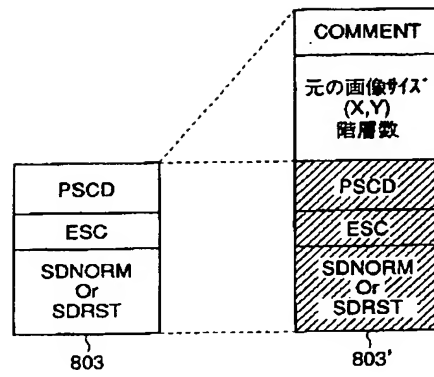 COMMENT
元の画像サイズ
(X,Y)
階層数
PSCD
ESC
SDNORM
Or
SDRST
803
PSCD
ESC
SDNORM
Or
SDRST
803'